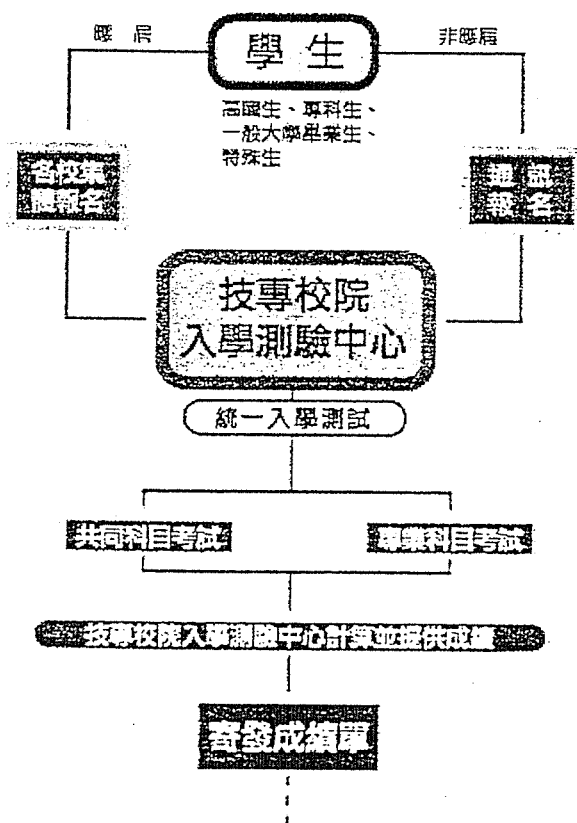 應 屆
學 生
非應屆
高職生、專科生、
一般大學畢業生、
特殊生
各校集
體報名
通 訊
報 名
技專校院
入學測驗中心
統一入學測試
共同科目考試
專業科目考試
技專校院入學測驗中心計算並提供成績
寄發成績單